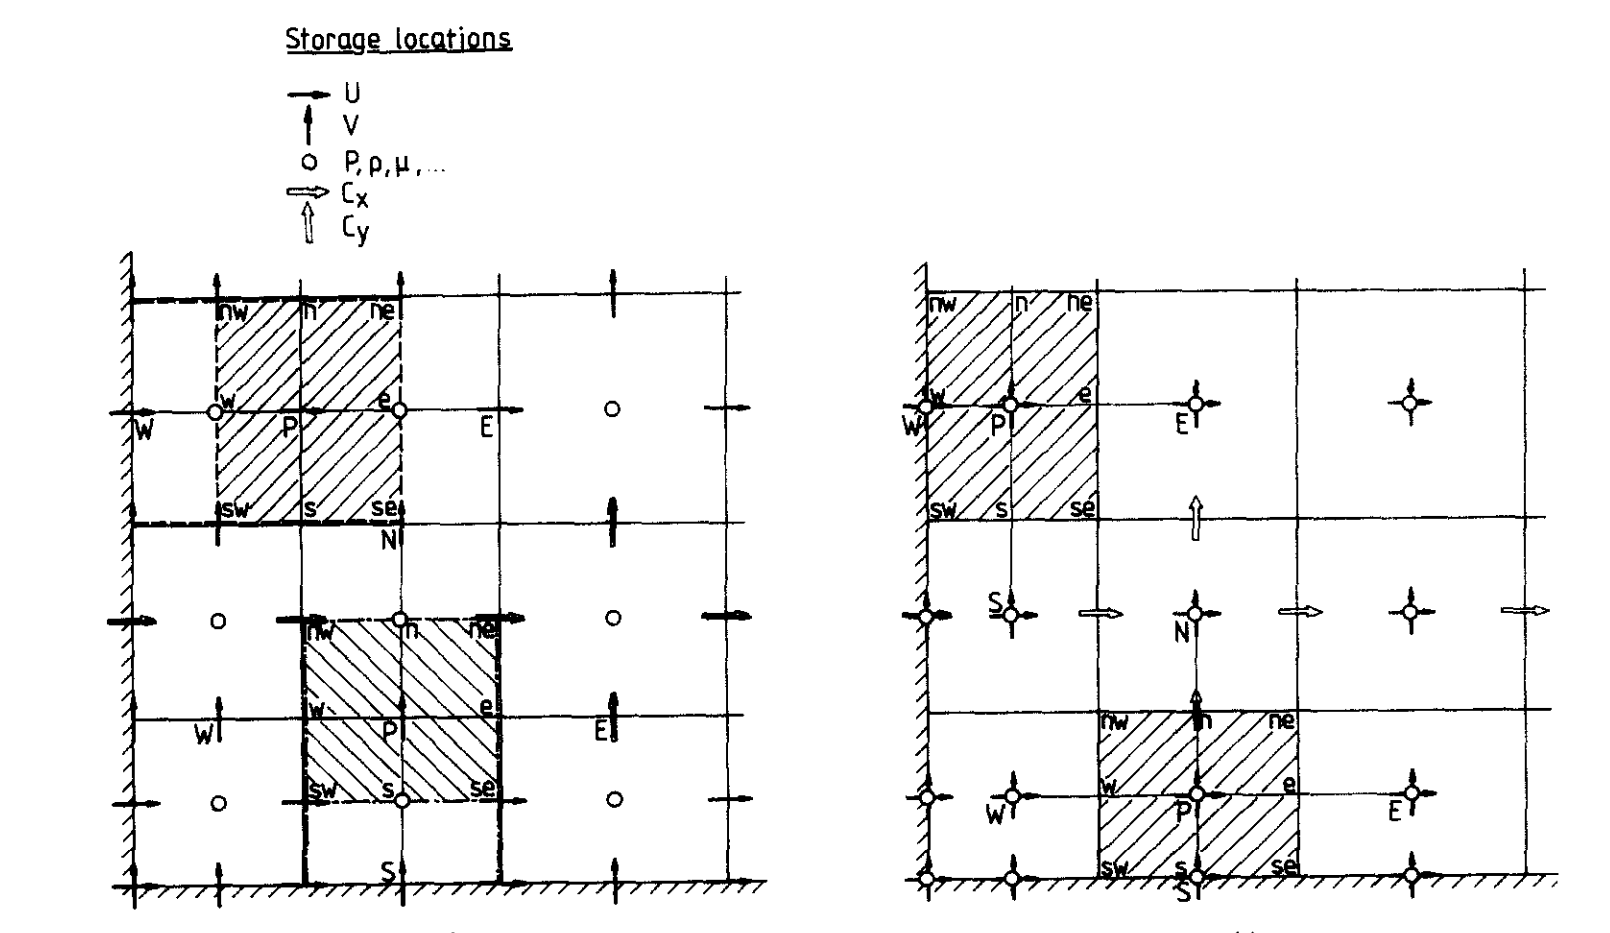 Storage locations
U
V
P, ρ, μ, ...
Cx
Cy
nw n ne
w e
W P E
sw s se
N
nw n ne
w e
W P E
sw s se
S
nw n ne
w e
W P E
sw s se
S
N
nw n ne
w e
W P E
sw s se
S